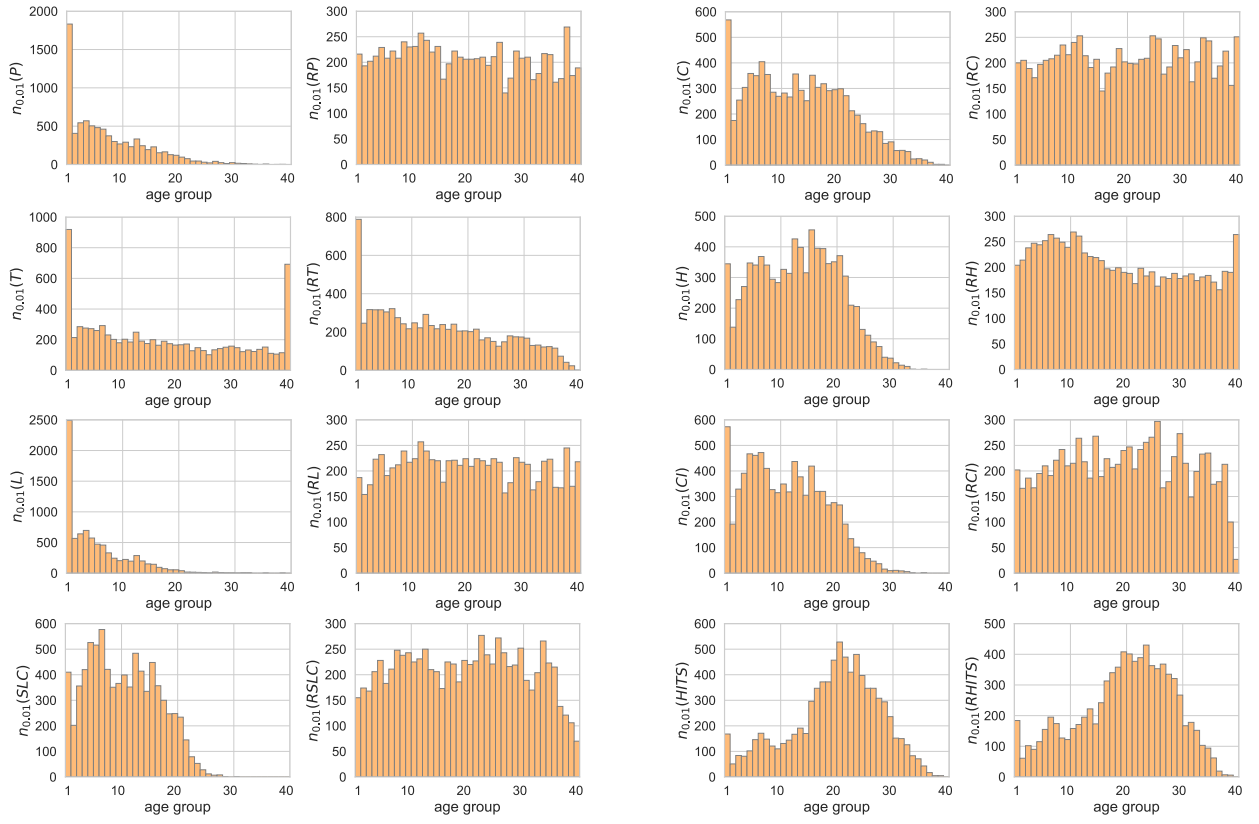 n0.01(P)
2000
1500
1000
500
0
1 10 20 30 40
age group
n0.01(RP)
300
250
200
150
100
50
0
1 10 20 30 40
age group
n0.01(C)
600
500
400
300
200
100
0
1 10 20 30 40
age group
n0.01(RC)
300
250
200
150
100
50
0
1 10 20 30 40
age group
n0.01(T)
1000
800
600
400
200
0
1 10 20 30 40
age group
n0.01(RT)
800
600
400
200
0
1 10 20 30 40
age group
n0.01(H)
500
400
300
200
100
0
1 10 20 30 40
age group
n0.01(RH)
300
250
200
150
100
50
0
1 10 20 30 40
age group
n0.01(L)
2500
2000
1500
1000
500
0
1 10 20 30 40
age group
n0.01(RL)
300
250
200
150
100
50
0
1 10 20 30 40
age group
n0.01(CI)
600
500
400
300
200
100
0
1 10 20 30 40
age group
n0.01(RCI)
300
250
200
150
100
50
0
1 10 20 30 40
age group
n0.01(SLC)
600
500
400
300
200
100
0
1 10 20 30 40
age group
n0.01(RSLC)
300
250
200
150
100
50
0
1 10 20 30 40
age group
n0.01(HITS)
600
500
400
300
200
100
0
1 10 20 30 40
age group
n0.01(RHITS)
500
400
300
200
100
0
1 10 20 30 40
age group